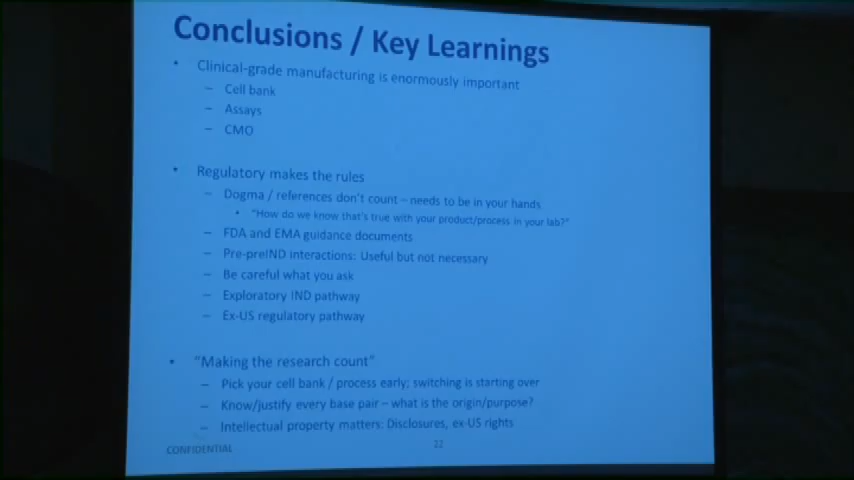 Conclusions / Key Learnings
• Clinical-grade manufacturing is enormously important
– Cell bank
– Assays
– CMO
• Regulatory makes the rules
– Dogma / references don't count – needs to be in your hands
• "How do we know that's true with your product/process in your lab?"
– FDA and EMA guidance documents
– Pre-preIND interactions: Useful but not necessary
– Be careful what you ask
– Exploratory IND pathway
– Ex-US regulatory pathway
• "Making the research count"
– Pick your cell bank / process early: switching is starting over
– Know/justify every base pair – what is the origin/purpose?
– Intellectual property matters: Disclosures, ex-US rights
CONFIDENTIAL 22